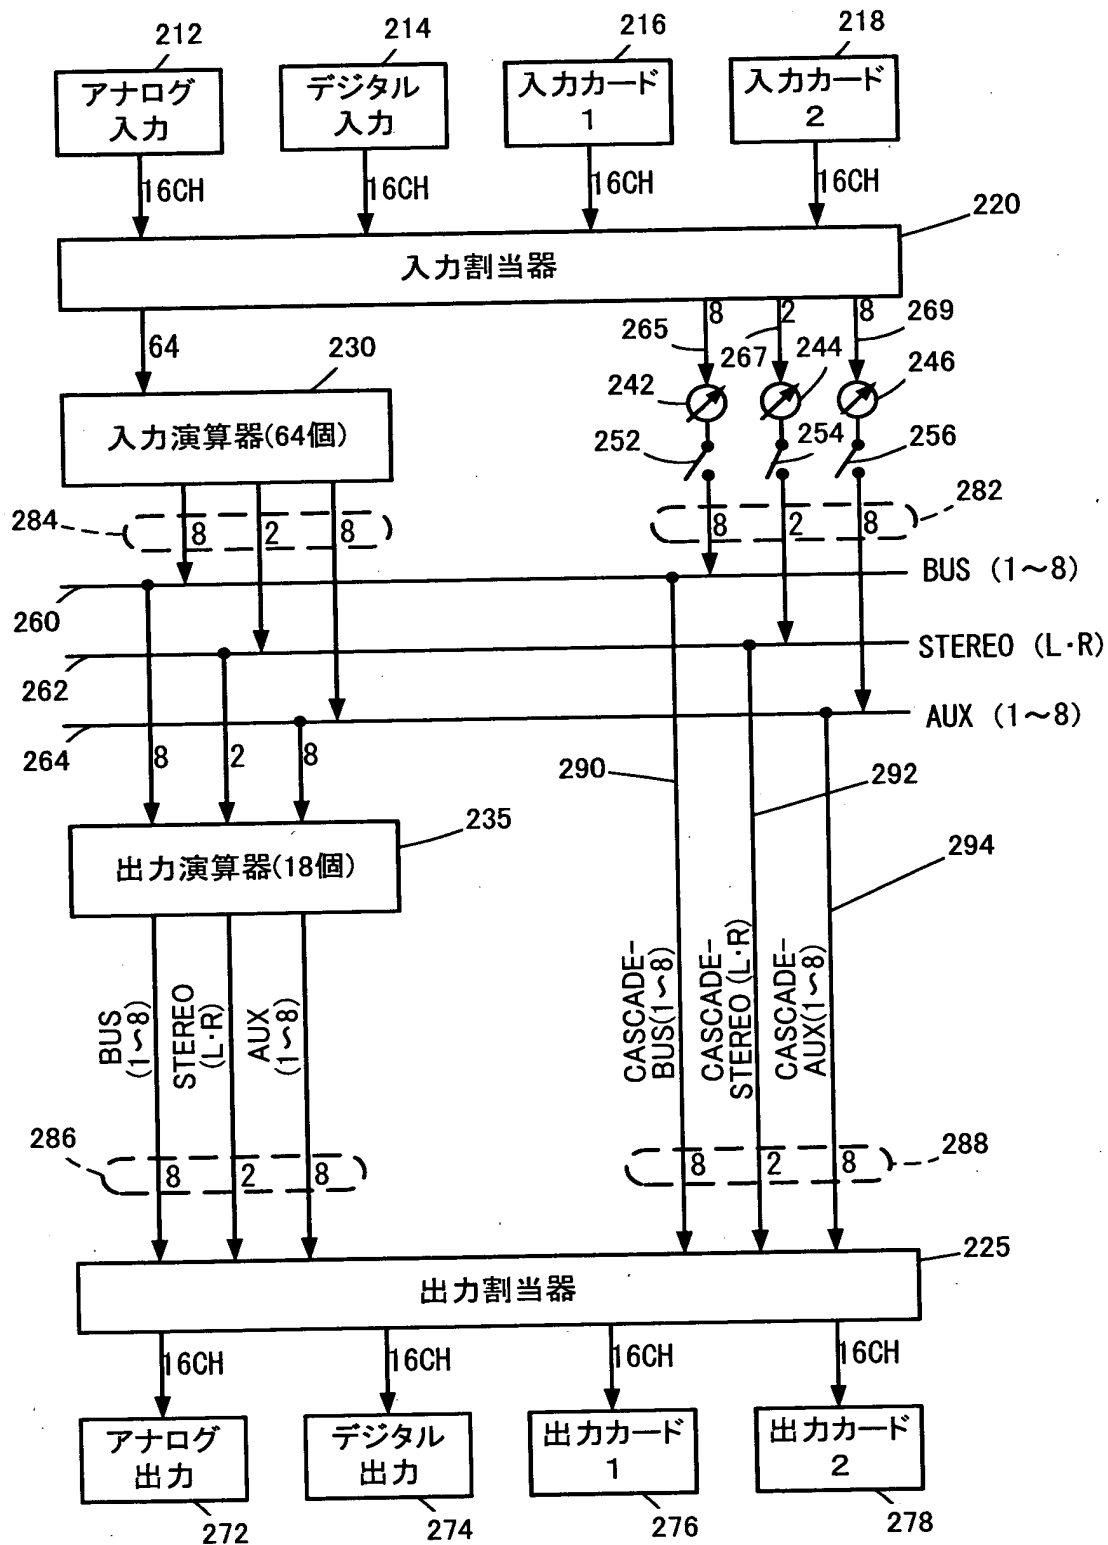 212
214
216
218
アナログ
入力
デジタル
入力
入力カード
1
入力カード
2
16CH
16CH
16CH
16CH
220
入力割当器
64
230
8
2
8
265
267
244
269
242
246
入力演算器(64個)
252
254
256
284
8
2
8
8
2
8
282
BUS (1~8)
260
STEREO (L·R)
262
AUX (1~8)
264
8
2
8
290
292
235
出力演算器(18個)
294
BUS
(1~8)
STEREO
(L·R)
AUX
(1~8)
CASCADE-
BUS(1~8)
CASCADE-
STEREO(L·R)
CASCADE-
AUX(1~8)
286
8
2
8
8
2
8
288
225
出力割当器
16CH
16CH
16CH
16CH
アナログ
出力
デジタル
出力
出力カード
1
出力カード
2
272
274
276
278